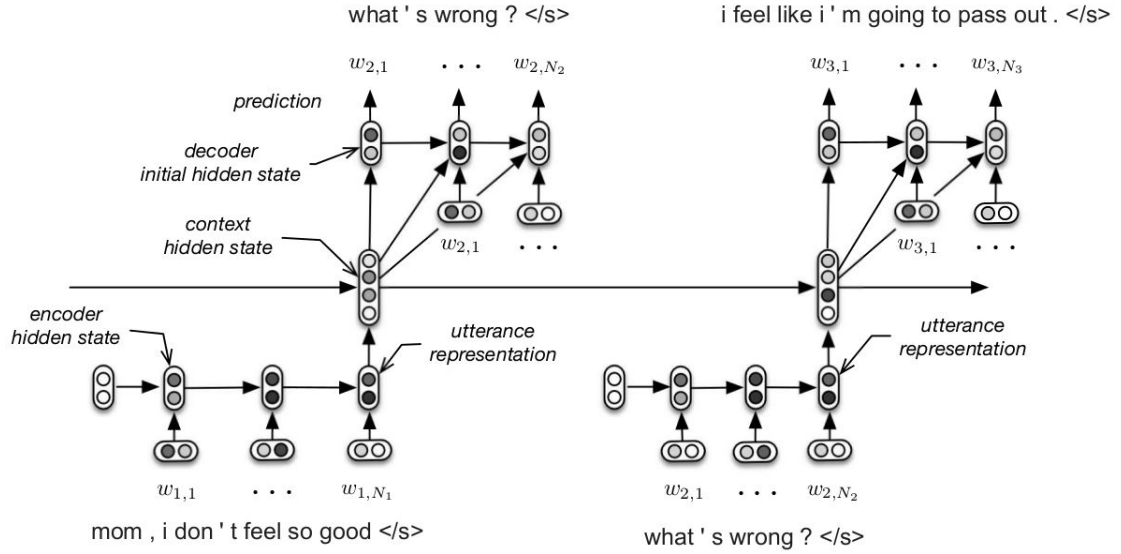 what ' s wrong ? </s>
i feel like i ' m going to pass out . </s>
w2,1 . . . w2,N2
w3,1 . . . w3,N3
prediction
decoder
initial hidden state
context
hidden state
w2,1 . . .
w3,1 . . .
encoder
hidden state
utterance
representation
utterance
representation
w1,1 . . . w1,N1
w2,1 . . . w2,N2
mom , i don ' t feel so good </s>
what ' s wrong ? </s>